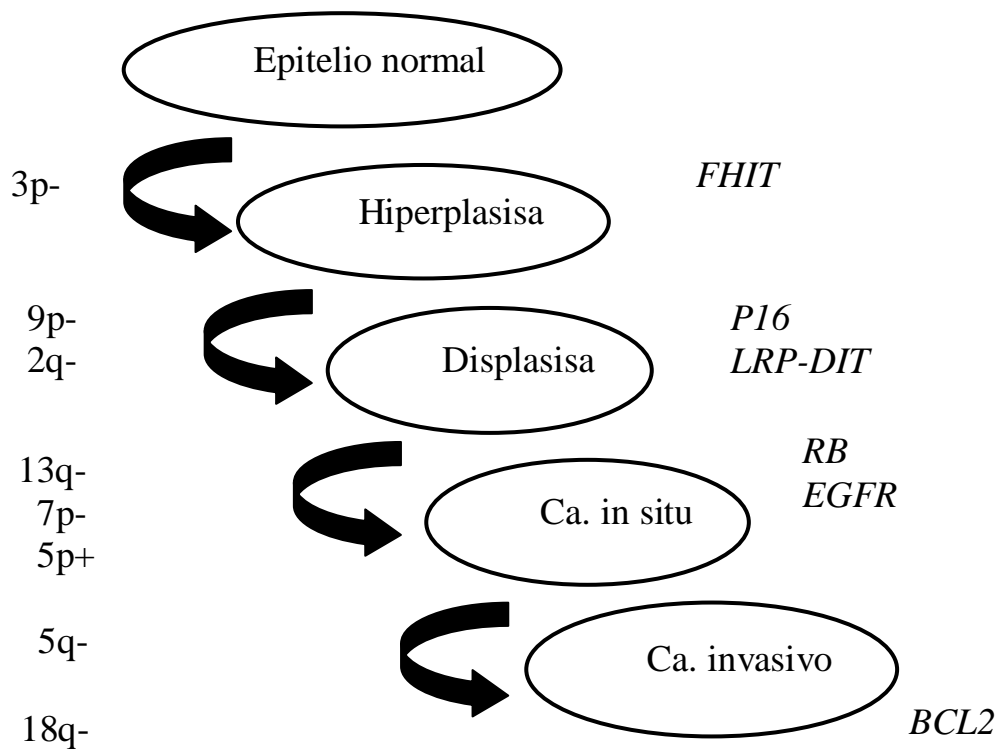 Epitelio normal
3p-
Hiperplasisa
FHIT
9p-
2q-
Displasisa
P16
LRP-DIT
13q-
7p-
5p+
Ca. in situ
RB
EGFR
5q-
18q-
Ca. invasivo
BCL2